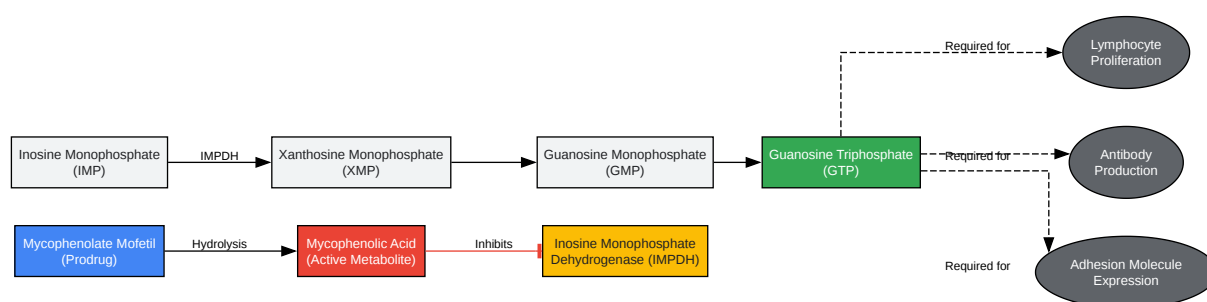 Required for
Lymphocyte
Proliferation
Inosine Monophosphate
(IMP)
IMPDH
Xanthosine Monophosphate
(XMP)
Guanosine Monophosphate
(GMP)
Guanosine Triphosphate
(GTP)
Required for
Antibody
Production
Mycophenolate Mofetil
(Prodrug)
Hydrolysis
Mycophenolic Acid
(Active Metabolite)
Inhibits
Inosine Monophosphate
Dehydrogenase (IMPDH)
Required for
Adhesion Molecule
Expression